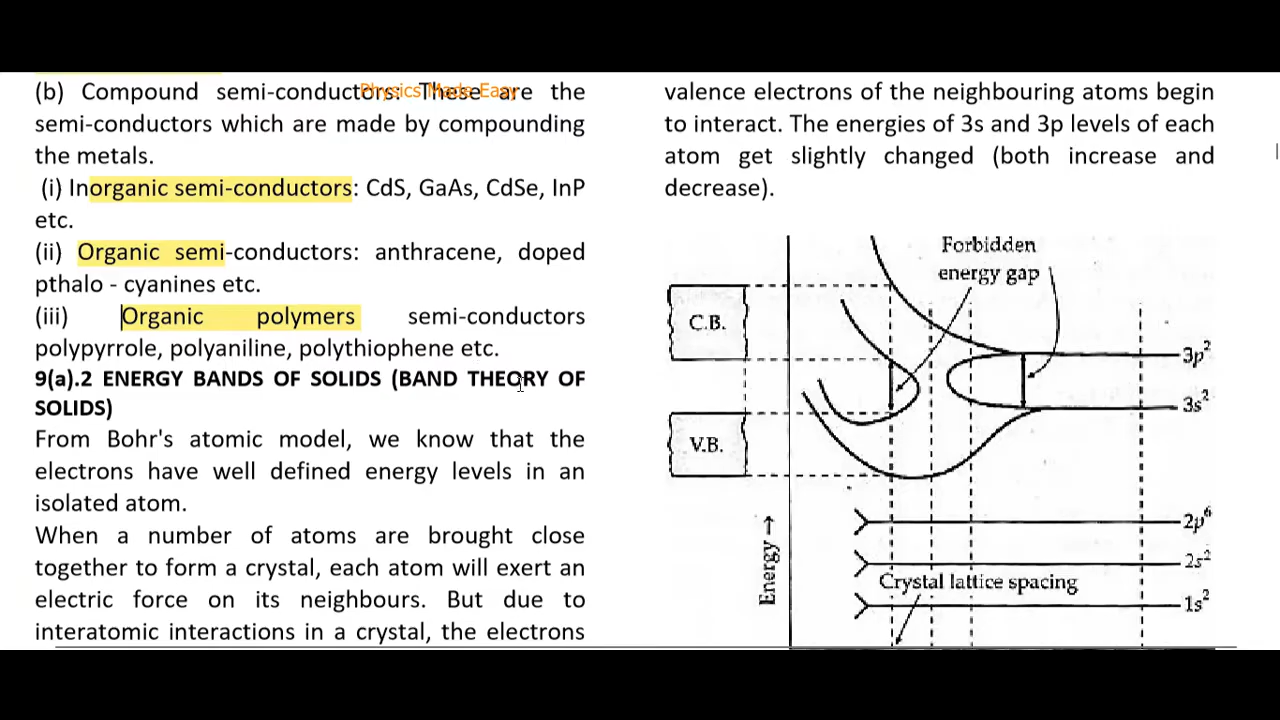 (b) Compound semi-conductors. These are the
semi-conductors which are made by compounding
the metals.
(i) Inorganic semi-conductors: CdS, GaAs, CdSe, InP
etc.
(ii) Organic semi-conductors: anthracene, doped
pthalo - cyanines etc.
(iii) Organic polymers semi-conductors
polypyrrole, polyaniline, polythiophene etc.
9(a).2 ENERGY BANDS OF SOLIDS (BAND THEORY OF
SOLIDS)
From Bohr's atomic model, we know that the
electrons have well defined energy levels in an
isolated atom.
When a number of atoms are brought close
together to form a crystal, each atom will exert an
electric force on its neighbours. But due to
interatomic interactions in a crystal, the electrons
Physics Made Easy
valence electrons of the neighbouring atoms begin
to interact. The energies of 3s and 3p levels of each
atom get slightly changed (both increase and
decrease).
Forbidden
energy gap
C.B.
3p²
3s²
V.B.
2p⁶
2s²
Crystal lattice spacing
1s²
Energy →